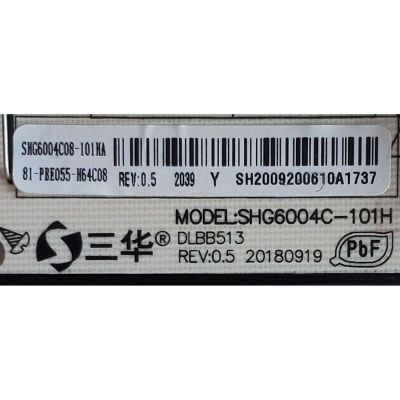 SHG6004C08-101HA
81-PBE055-H64C08 REV:0.5 2039 Y SH2009200610A1737
MODEL:SHG6004C-101H
三华® DLBB513
REV:0.5 20180919 PbF